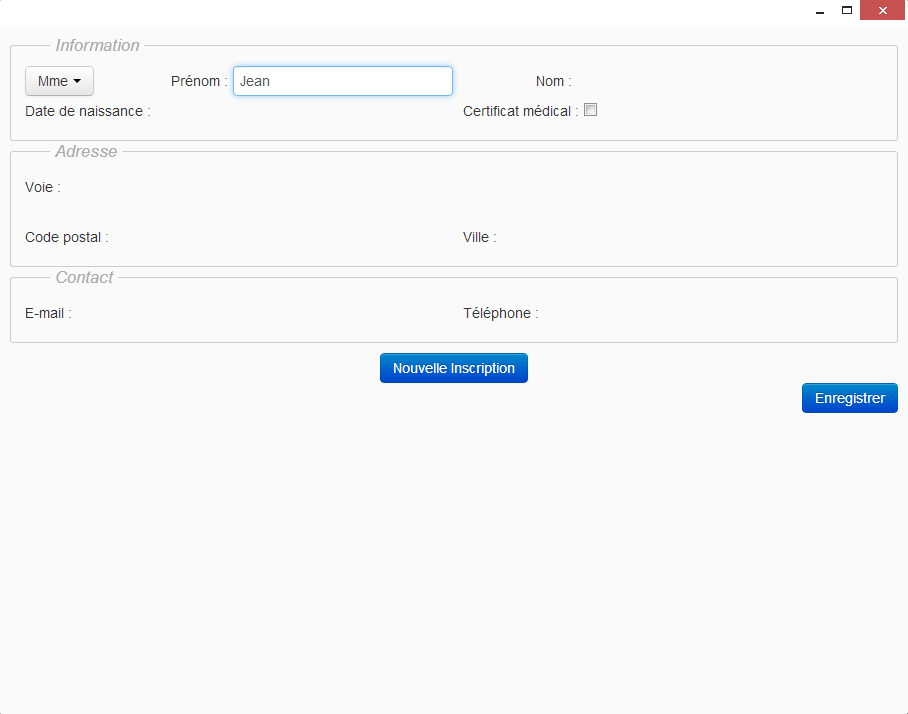 Information
Mme Prénom : Jean Nom :
Date de naissance : Certificat médical :
Adresse
Voie :
Code postal : Ville :
Contact
E-mail : Téléphone :
Nouvelle Inscription
Enregistrer